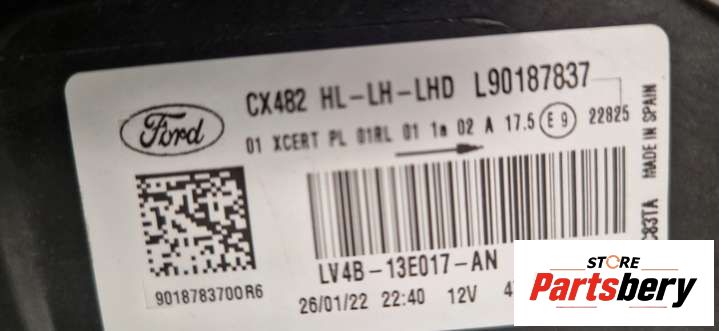 Ford
CX482 HL-LH-LHD L90187837
01 XCERT PL 01RL 01 1a 02 A 17.5 E9 22825
MADE IN SPAIN
LV4B-13E017-AN
9018783700R6
26/01/22 22:40 12V
STORE
Partsbery